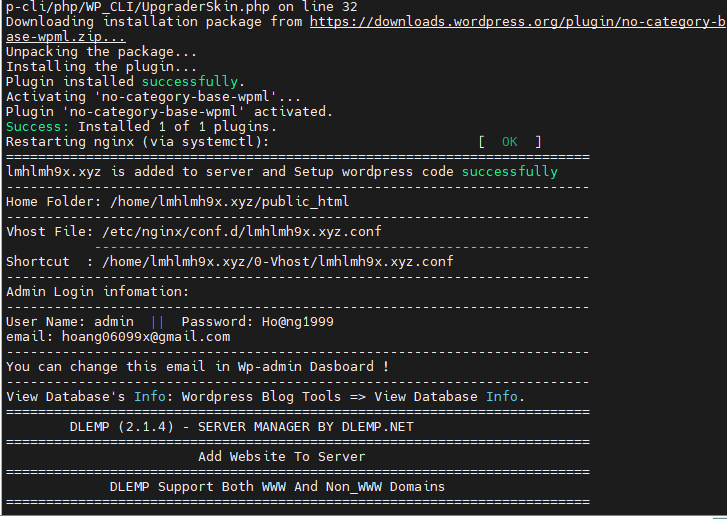 p-cli/php/WP_CLI/UpgraderSkin.php on line 32
Downloading installation package from https://downloads.wordpress.org/plugin/no-category-b
ase-wpml.zip...
Unpacking the package...
Installing the plugin...
Plugin installed successfully.
Activating 'no-category-base-wpml'...
Plugin 'no-category-base-wpml' activated.
Success: Installed 1 of 1 plugins.
Restarting nginx (via systemctl): [ OK ]
=========================================================================
lmhlmh9x.xyz is added to server and Setup wordpress code successfully
-------------------------------------------------------------------------
Home Folder: /home/lmhlmh9x.xyz/public_html
-------------------------------------------------------------------------
Vhost File: /etc/nginx/conf.d/lmhlmh9x.xyz.conf
--------------------------------------------------------------
Shortcut : /home/lmhlmh9x.xyz/0-Vhost/lmhlmh9x.xyz.conf
-------------------------------------------------------------------------
Admin Login infomation:
-------------------------------------------------------------------------
User Name: admin || Password: Ho@ng1999
email: hoang06099x@gmail.com
-------------------------------------------------------------------------
You can change this email in Wp-admin Dasboard !
-------------------------------------------------------------------------
View Database's Info: Wordpress Blog Tools => View Database Info.
=========================================================================
DLEMP (2.1.4) - SERVER MANAGER BY DLEMP.NET
=========================================================================
Add Website To Server
=========================================================================
DLEMP Support Both WWW And Non_WWW Domains
=========================================================================